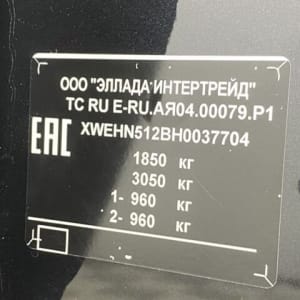 ООО "ЭЛЛАДА ИНТЕРТРЕЙД"
ТС RU E-RU.АЯ04.00079.Р1
EAC XWEHN512BH0037704
1850 кг
3050 кг
1- 960 кг
2- 960 кг